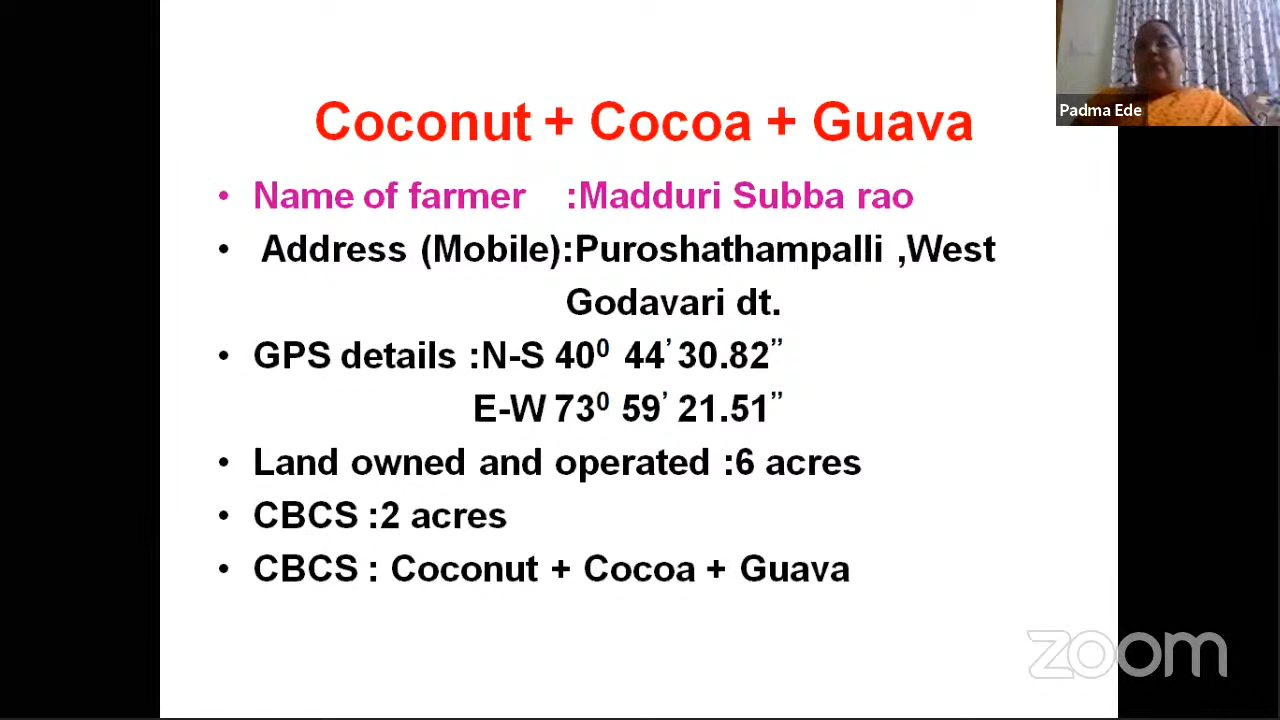 Padma Ede
Coconut + Cocoa + Guava
• Name of farmer :Madduri Subba rao
• Address (Mobile):Puroshathampalli ,West
Godavari dt.
• GPS details :N-S 40⁰ 44’ 30.82”
E-W 73⁰ 59’ 21.51”
• Land owned and operated :6 acres
• CBCS :2 acres
• CBCS : Coconut + Cocoa + Guava
zoom